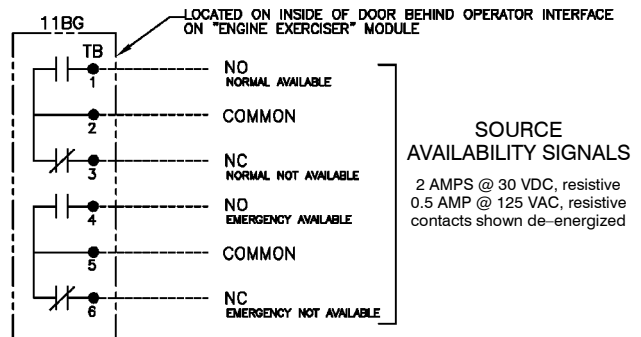 LOCATED ON INSIDE OF DOOR BEHIND OPERATOR INTERFACE
ON "ENGINE EXERCISER" MODULE
11BG
TB
1
NO
NORMAL AVAILABLE
2
COMMON
3
NC
NORMAL NOT AVAILABLE
4
NO
EMERGENCY AVAILABLE
5
COMMON
6
NC
EMERGENCY NOT AVAILABLE
SOURCE
AVAILABILITY SIGNALS
2 AMPS @ 30 VDC, resistive
0.5 AMP @ 125 VAC, resistive
contacts shown de–energized